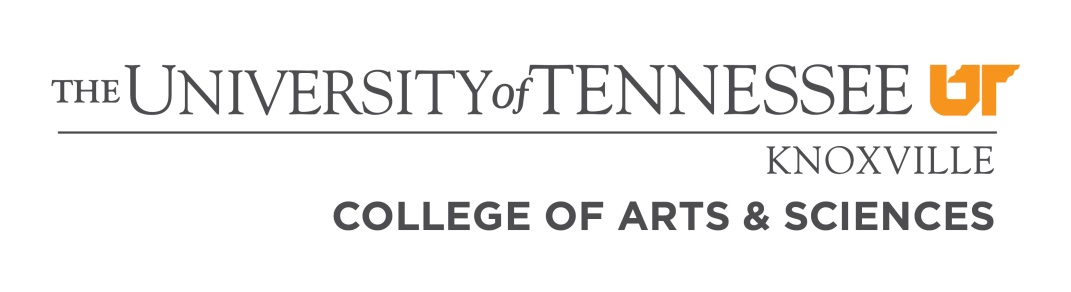 THE UNIVERSITY of TENNESSEE UT
KNOXVILLE
COLLEGE OF ARTS & SCIENCES